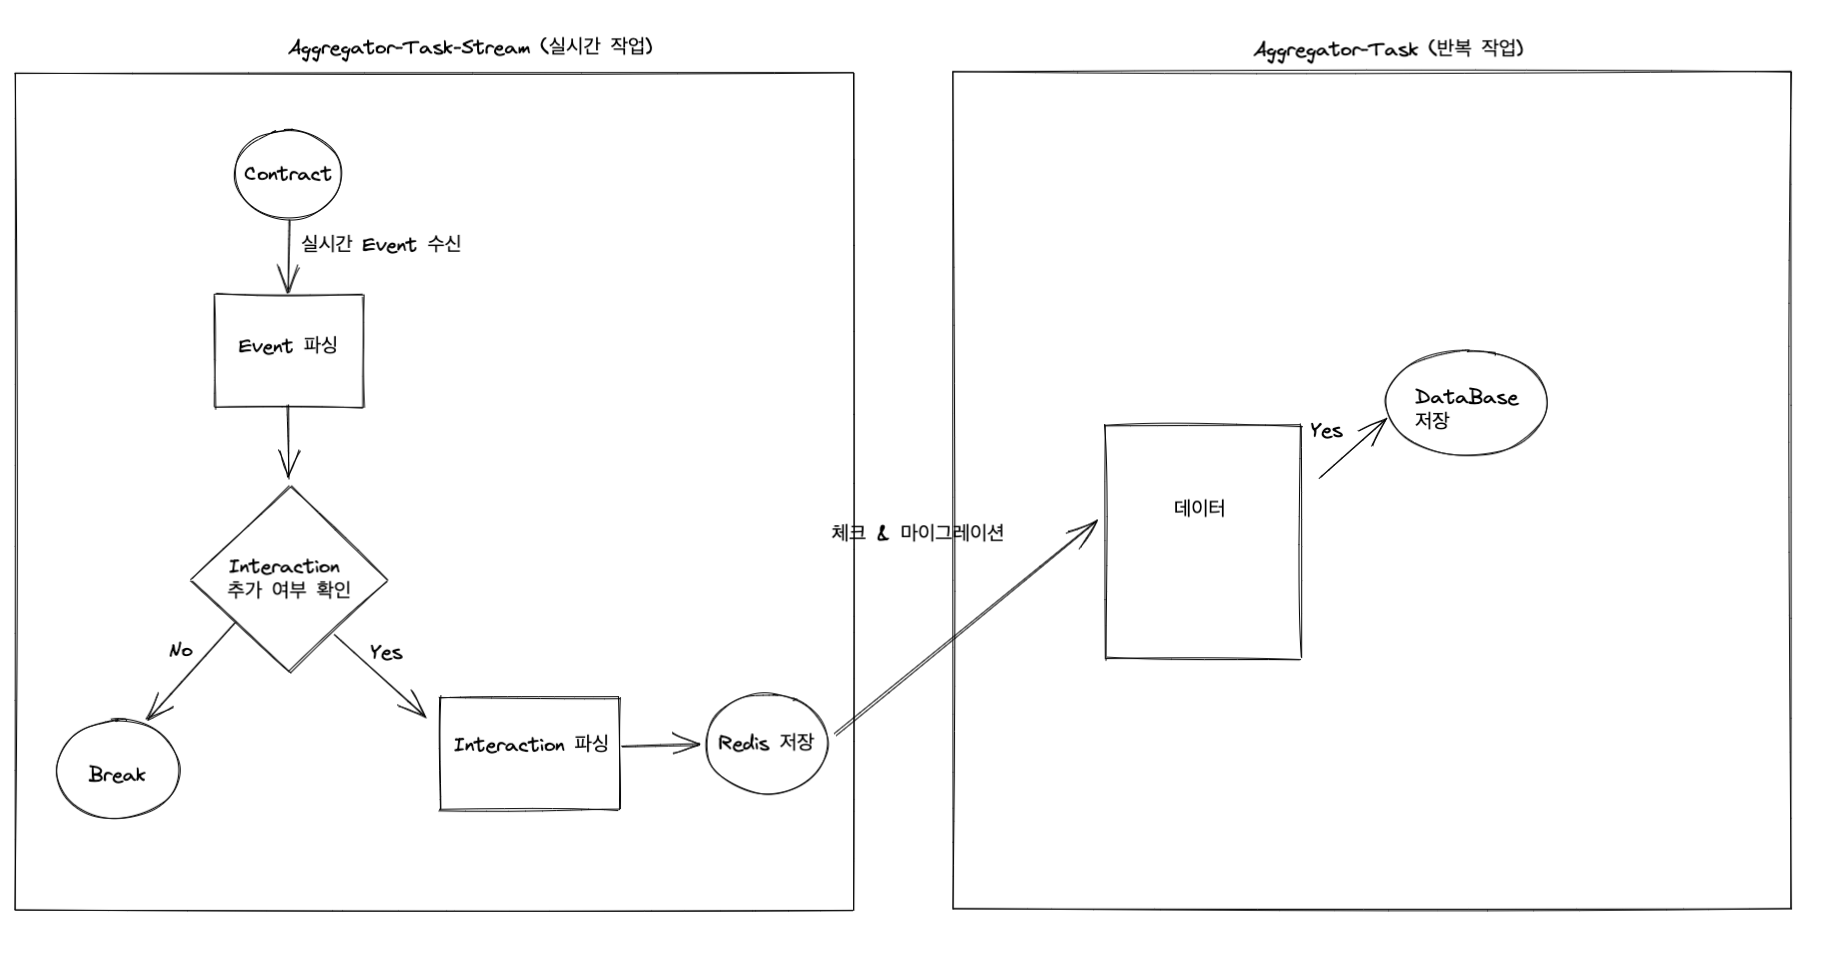 Aggregator-Task-Stream (실시간 작업)
Contract
실시간 Event 수신
Event 파싱
Interaction
추가 여부 확인
No
Yes
Break
Interaction 파싱
Redis 저장
체크 & 마이그레이션
Aggregator-Task (반복 작업)
데이터
Yes
DataBase
저장